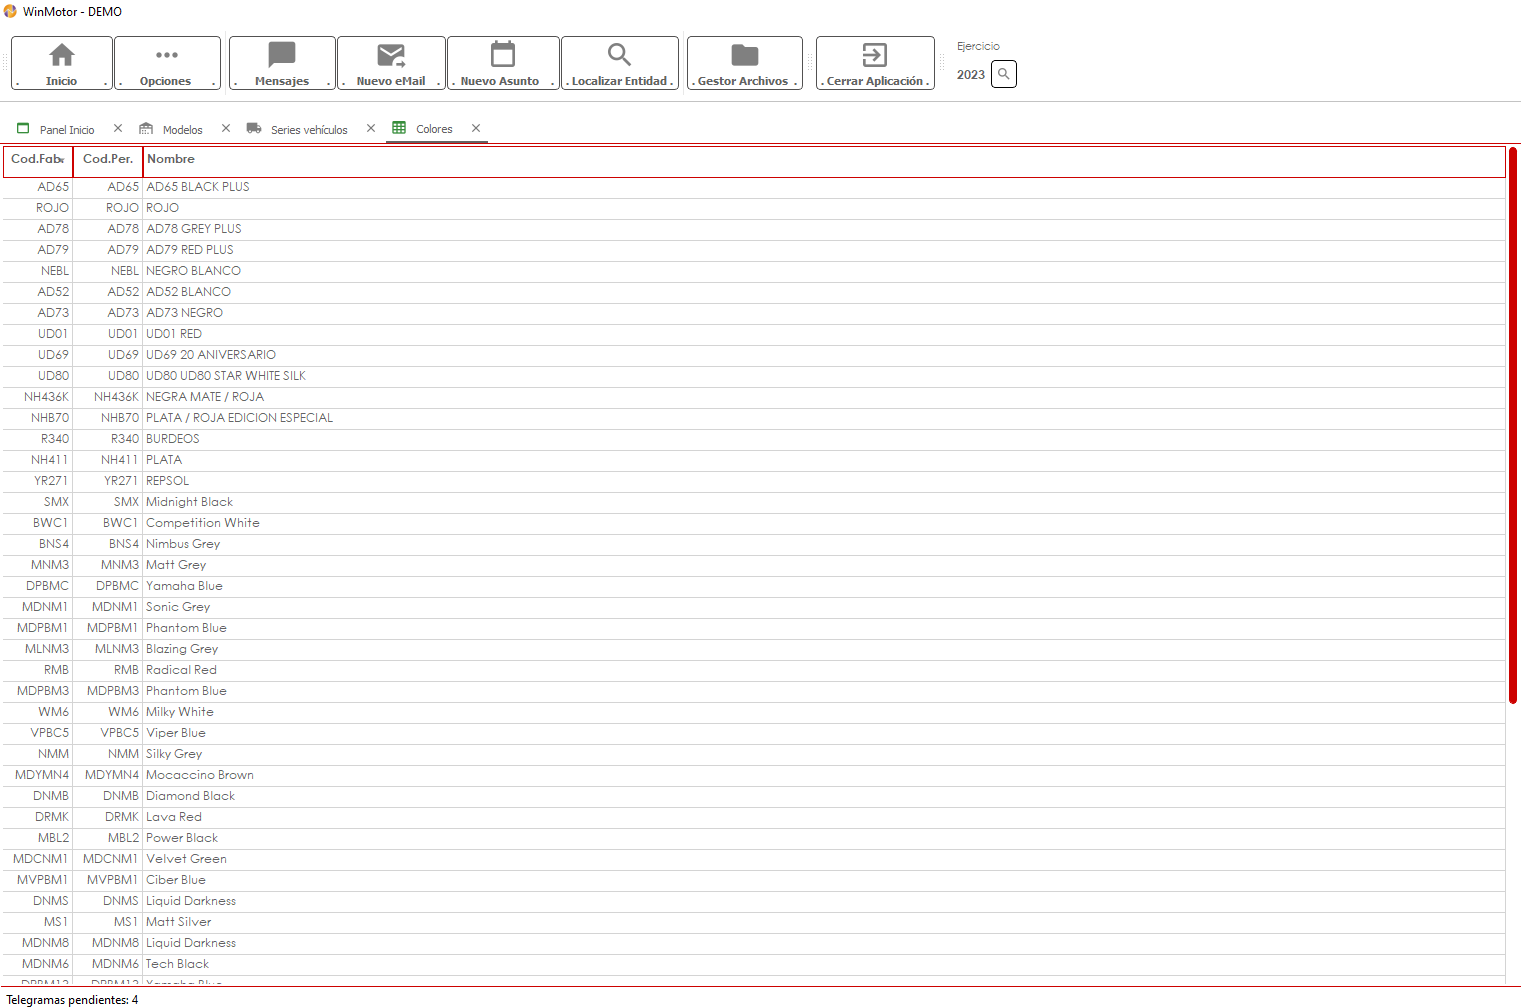 WinMotor - DEMO
Inicio
Opciones
Mensajes
Nuevo eMail
Nuevo Asunto
Localizar Entidad
Gestor Archivos
Cerrar Aplicación
Ejercicio
2023
Panel Inicio
Modelos
Series vehículos
Colores
Cod.Fab. Cod.Per. Nombre
AD65 AD65 AD65 BLACK PLUS
ROJO ROJO ROJO
AD78 AD78 AD78 GREY PLUS
AD79 AD79 AD79 RED PLUS
NEBL NEBL NEGRO BLANCO
AD52 AD52 AD52 BLANCO
AD73 AD73 AD73 NEGRO
UD01 UD01 UD01 RED
UD69 UD69 UD69 20 ANIVERSARIO
UD80 UD80 UD80 UD80 STAR WHITE SILK
NH436K NH436K NEGRA MATE / ROJA
NHB70 NHB70 PLATA / ROJA EDICION ESPECIAL
R340 R340 BURDEOS
NH411 NH411 PLATA
YR271 YR271 REPSOL
SMX SMX Midnight Black
BWC1 BWC1 Competition White
BNS4 BNS4 Nimbus Grey
MNM3 MNM3 Matt Grey
DPBMC DPBMC Yamaha Blue
MDNM1 MDNM1 Sonic Grey
MDPBM1 MDPBM1 Phantom Blue
MLNM3 MLNM3 Blazing Grey
RMB RMB Radical Red
MDPBM3 MDPBM3 Phantom Blue
WM6 WM6 Milky White
VPBC5 VPBC5 Viper Blue
NMM NMM Silky Grey
MDYMN4 MDYMN4 Mocaccino Brown
DNMB DNMB Diamond Black
DRMK DRMK Lava Red
MBL2 MBL2 Power Black
MDCNM1 MDCNM1 Velvet Green
MVPBM1 MVPBM1 Ciber Blue
DNMS DNMS Liquid Darkness
MS1 MS1 Matt Silver
MDNM8 MDNM8 Liquid Darkness
MDNM6 MDNM6 Tech Black
Telegramas pendientes: 4